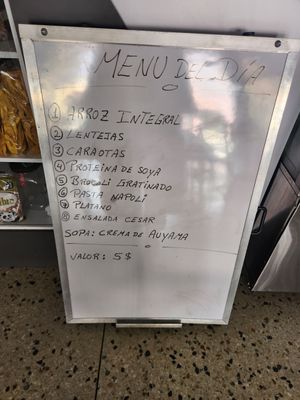 MENU DEL DÍA
① ARROZ INTEGRAL
② LENTEJAS
③ CARAOTAS
④ PROTEINA DE SOYA
⑤ BROCOLI GRATINADO
⑥ PASTA NAPOLI
⑦ PLATANO
⑧ ENSALADA CESAR
SOPA: CREMA DE AUYAMA
VALOR: 5$